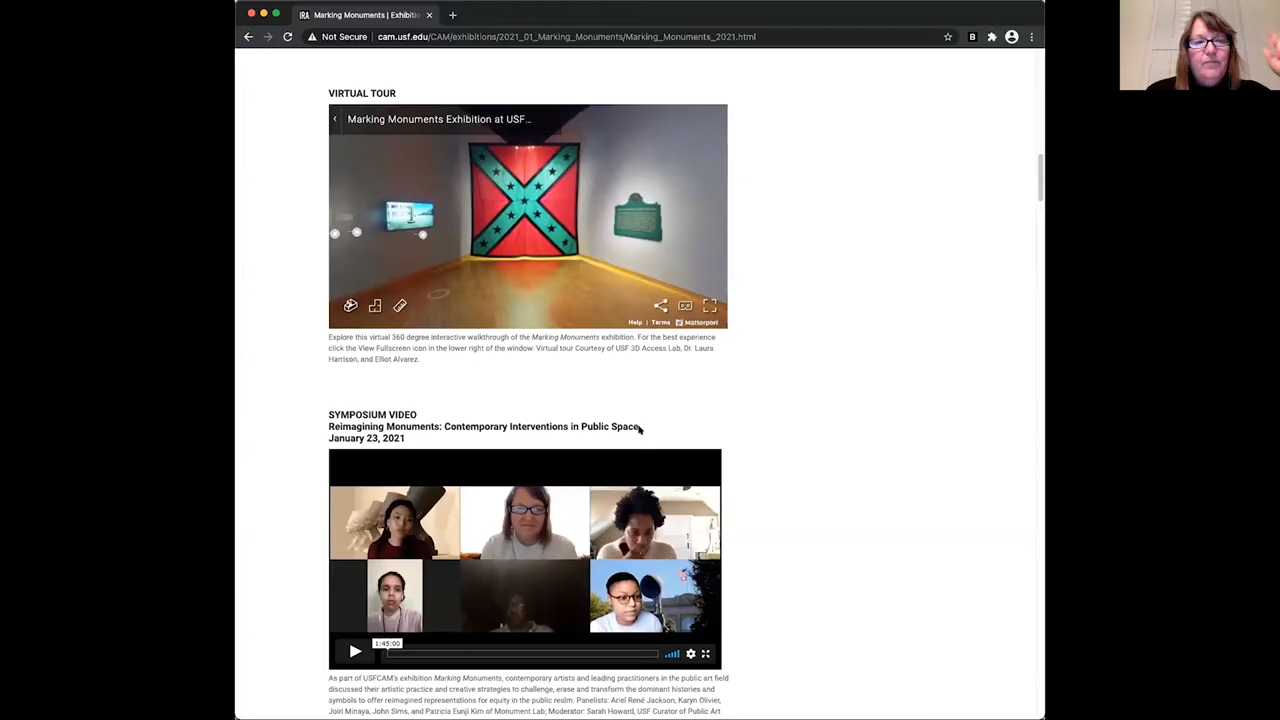 Marking Monuments | Exhibitio
Not Secure | cam.usf.edu/CAM/exhibitions/2021_01_Marking_Monuments/Marking_Monuments_2021.html
VIRTUAL TOUR
Marking Monuments Exhibition at USF...
Help | Terms Matterport
Explore this virtual 360 degree interactive walkthrough of the Marking Monuments exhibition. For the best experience
click the View Fullscreen icon in the lower right of the window. Virtual tour Courtesy of USF 3D Access Lab, Dr. Laura
Harrison, and Elliot Alvarez.
SYMPOSIUM VIDEO
Reimagining Monuments: Contemporary Interventions in Public Space
January 23, 2021
1:45:00
As part of USFCAM's exhibition Marking Monuments, contemporary artists and leading practitioners in the public art field
discussed their artistic practice and creative strategies to challenge, erase and transform the dominant histories and
symbols to offer reimagined representations for equity in the public realm. Panelists: Ariel René Jackson, Karyn Olivier,
Joiri Minaya, John Sims, and Patricia Eunji Kim of Monument Lab; Moderator: Sarah Howard, USF Curator of Public Art